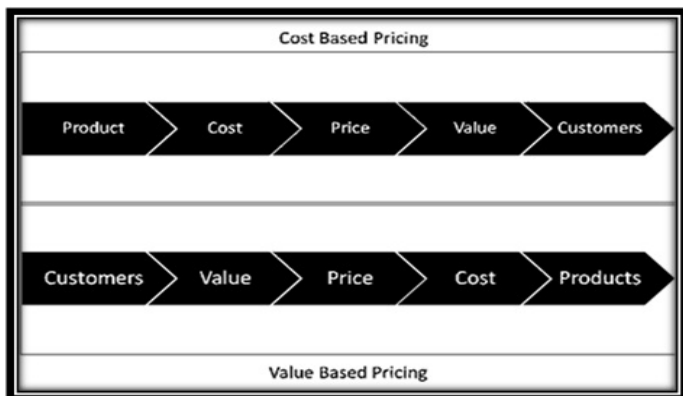 Cost Based Pricing
Product Cost Price Value Customers
Customers Value Price Cost Products
Value Based Pricing